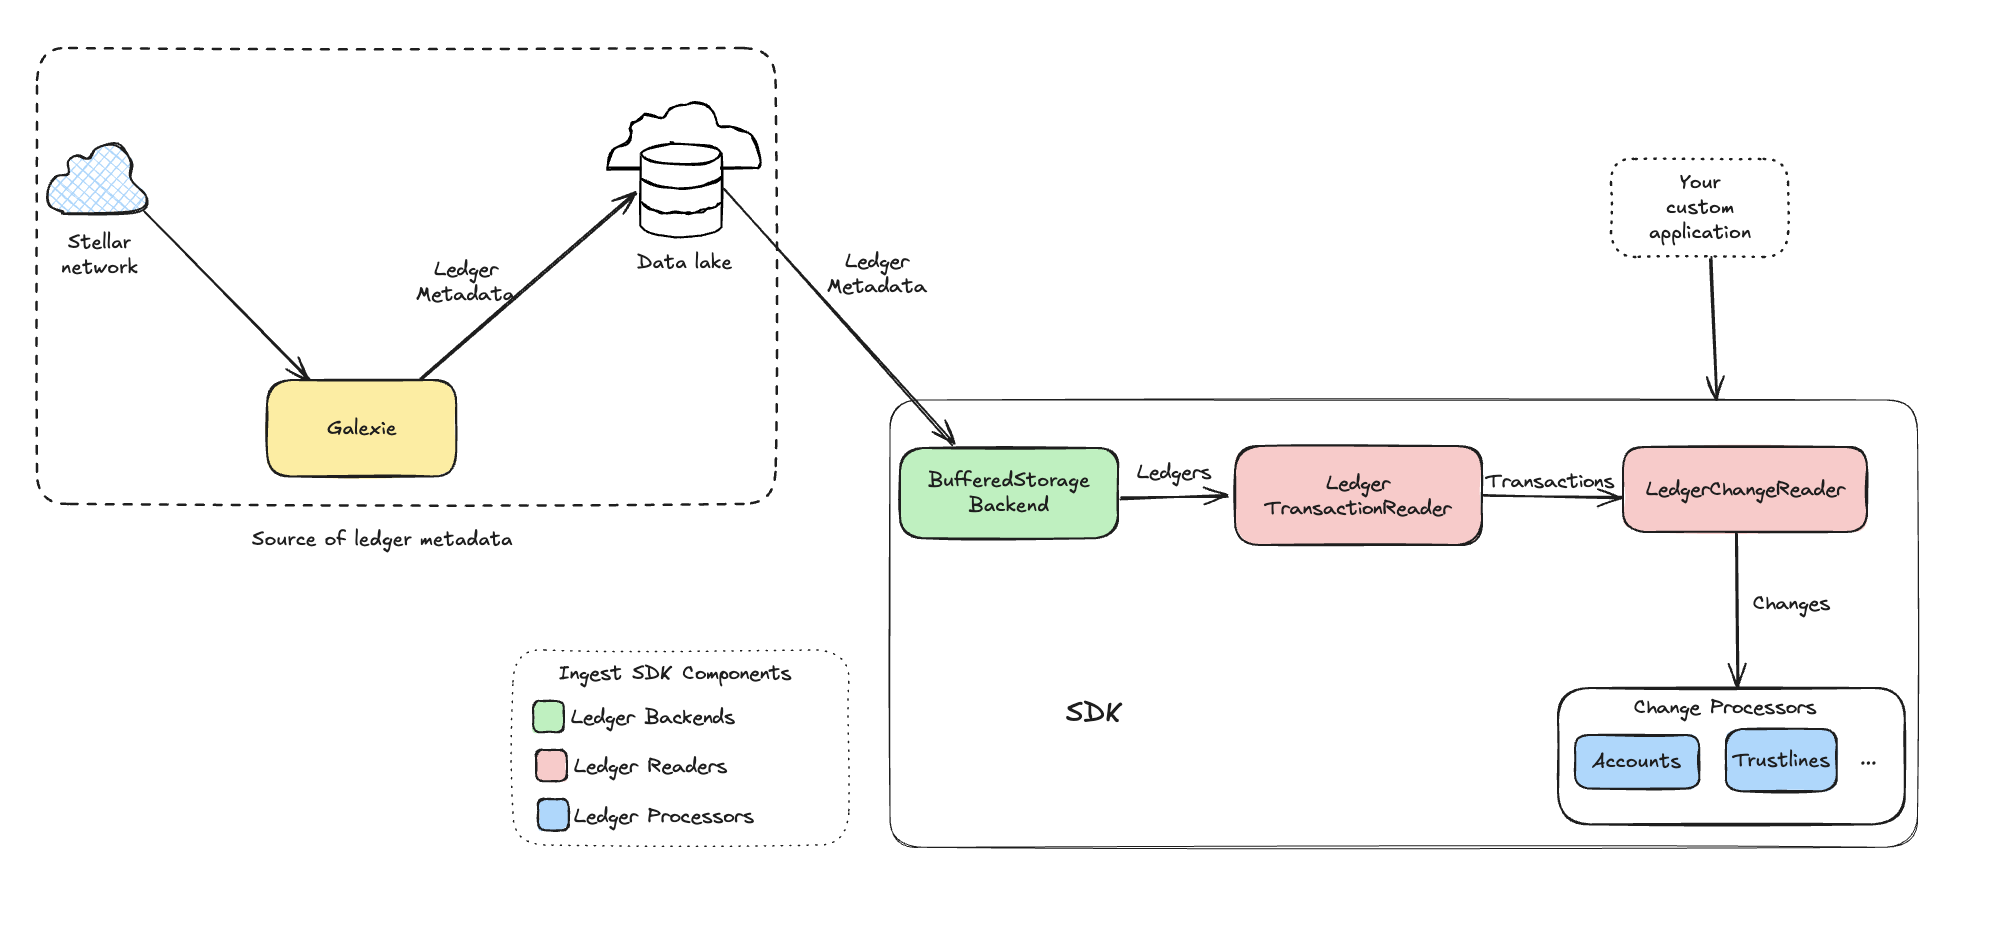 Stellar
network
Ledger
Metadata
Data lake
Galexie
Source of ledger metadata
Ledger
Metadata
Your
custom
application
BufferedStorage
Backend
Ledgers
Ledger
TransactionReader
Transactions
LedgerChangeReader
Changes
SDK
Change Processors
Accounts
Trustlines
...
Ingest SDK Components
Ledger Backends
Ledger Readers
Ledger Processors